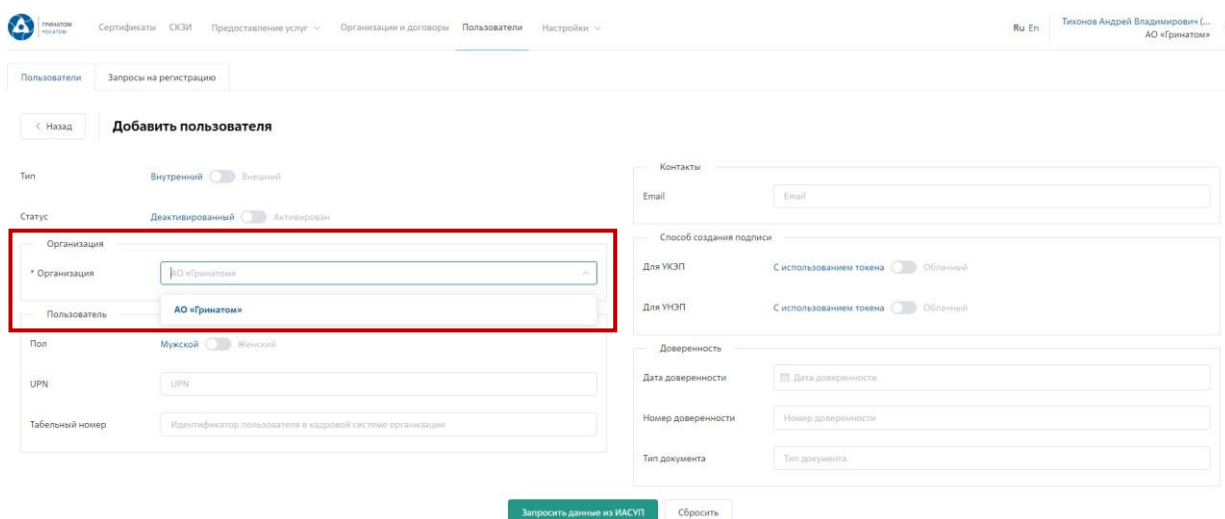 ГРИНАТОМ
РОСАТОМ
Сертификаты СКЗИ Предоставление услуг Организации и договоры Пользователи Настройки
Ru En
Тихонов Андрей Владимирович (...
АО «Гринатом»
Пользователи Запросы на регистрацию
< Назад Добавить пользователя
Тип Внутренний Внешний
Статус Деактивированный Активирован
Организация
* Организация АО «Гринатом»
АО «Гринатом»
Пользователь
Пол Мужской Женский
UPN UPN
Табельный номер Идентификатор пользователя в кадровой системе организации
Контакты
Email Email
Способ создания подписи
Для УКЭП С использованием токена Облачный
Для УНЭП С использованием токена Облачный
Доверенность
Дата доверенности Дата доверенности
Номер доверенности Номер доверенности
Тип документа Тип документа
Запросить данные из ИАСУП Сбросить